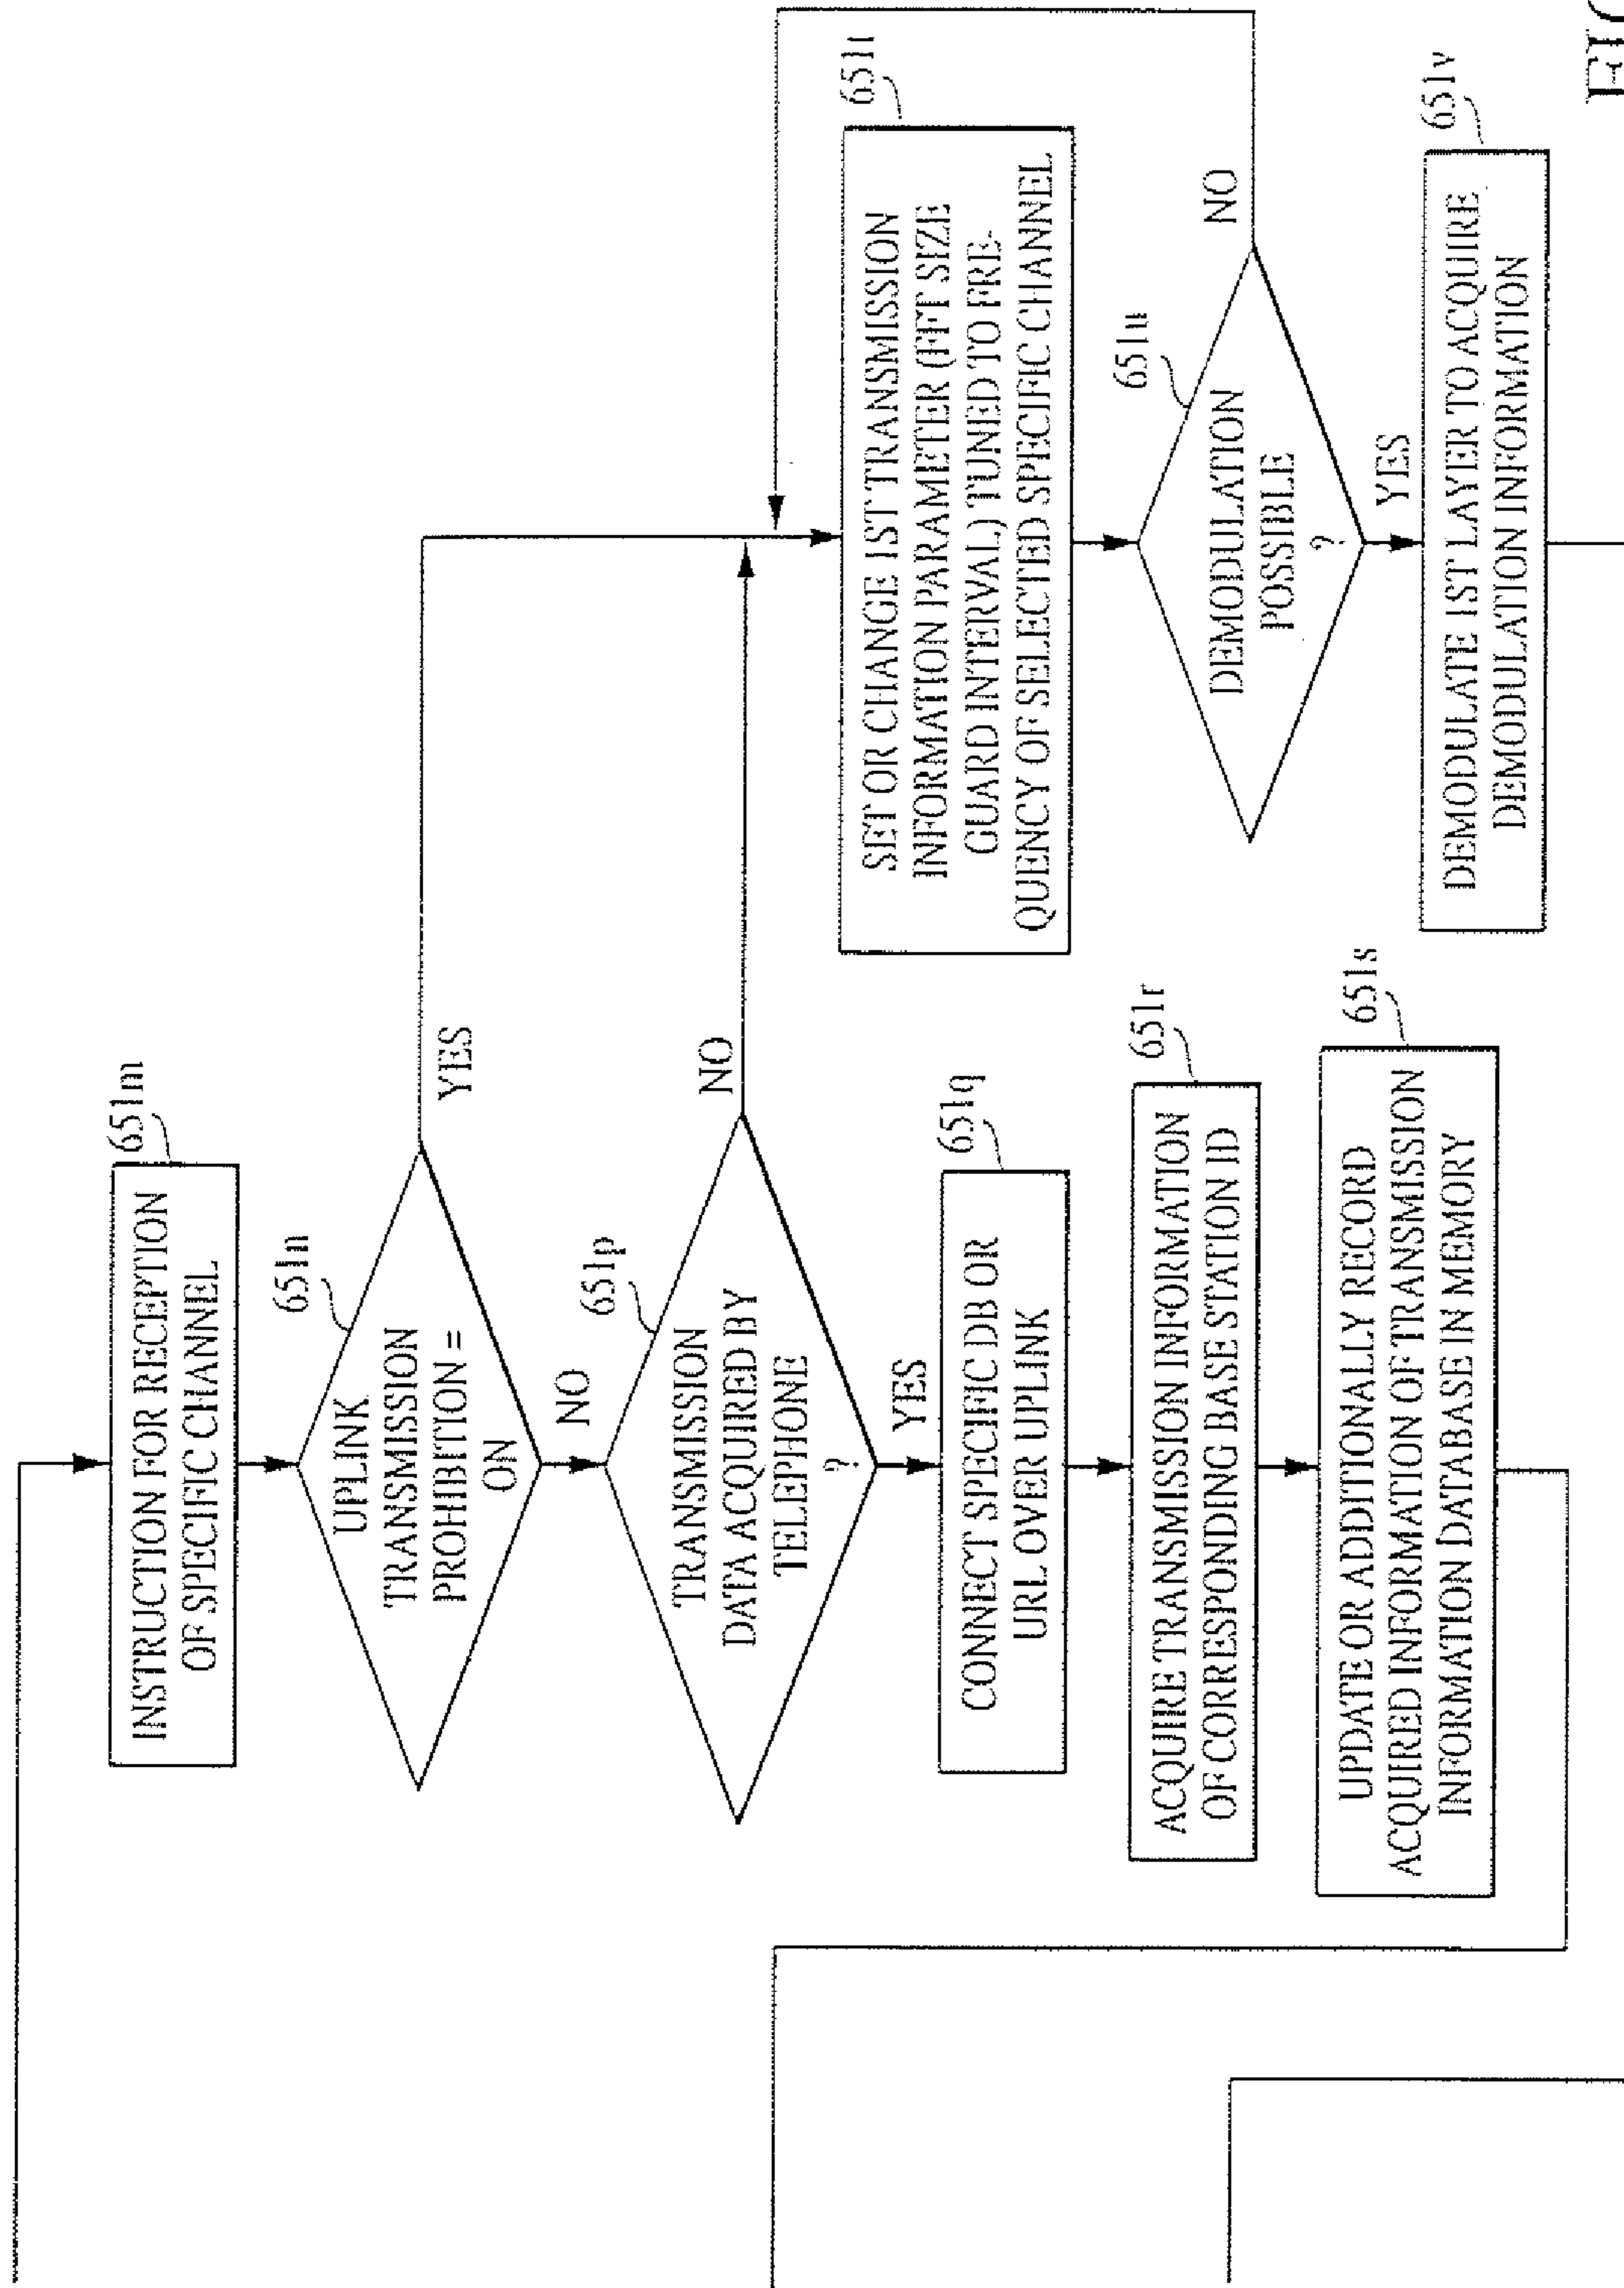 651m
INSTRUCTION FOR RECEPTION
OF SPECIFIC CHANNEL
651n
UPLINK
TRANSMISSION
PROHIBITION =
ON
YES
NO
651p
TRANSMISSION
DATA ACQUIRED BY
TELEPHONE
?
NO
YES
651q
CONNECT SPECIFIC DB OR
URL OVER UPLINK
651r
ACQUIRE TRANSMISSION INFORMATION
OF CORRESPONDING BASE STATION ID
651s
UPDATE OR ADDITIONALLY RECORD
ACQUIRED INFORMATION OF TRANSMISSION
INFORMATION DATABASE IN MEMORY
651t
SET OR CHANGE 1ST TRANSMISSION
INFORMATION PARAMETER (FFT SIZE
GUARD INTERVAL) TUNED TO FRE-
QUENCY OF SELECTED SPECIFIC CHANNEL
651u
DEMODULATION
POSSIBLE
?
NO
YES
651v
DEMODULATE 1ST LAYER TO ACQUIRE
DEMODULATION INFORMATION